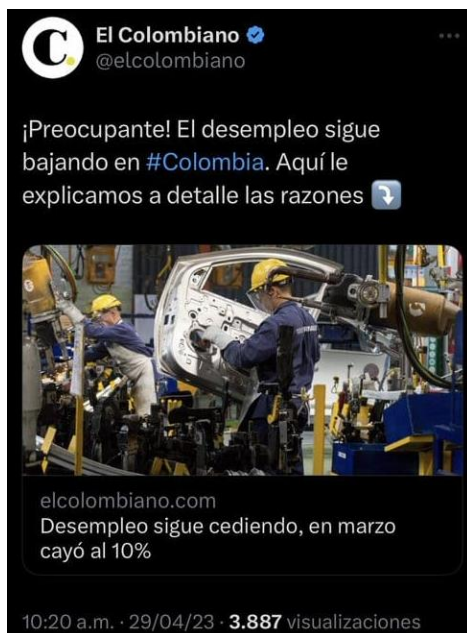 El Colombiano
@elcolombiano
¡Preocupante! El desempleo sigue
bajando en #Colombia. Aquí le
explicamos a detalle las razones ⤵️
elcolombiano.com
Desempleo sigue cediendo, en marzo
cayó al 10%
10:20 a.m. · 29/04/23 · 3.887 visualizaciones